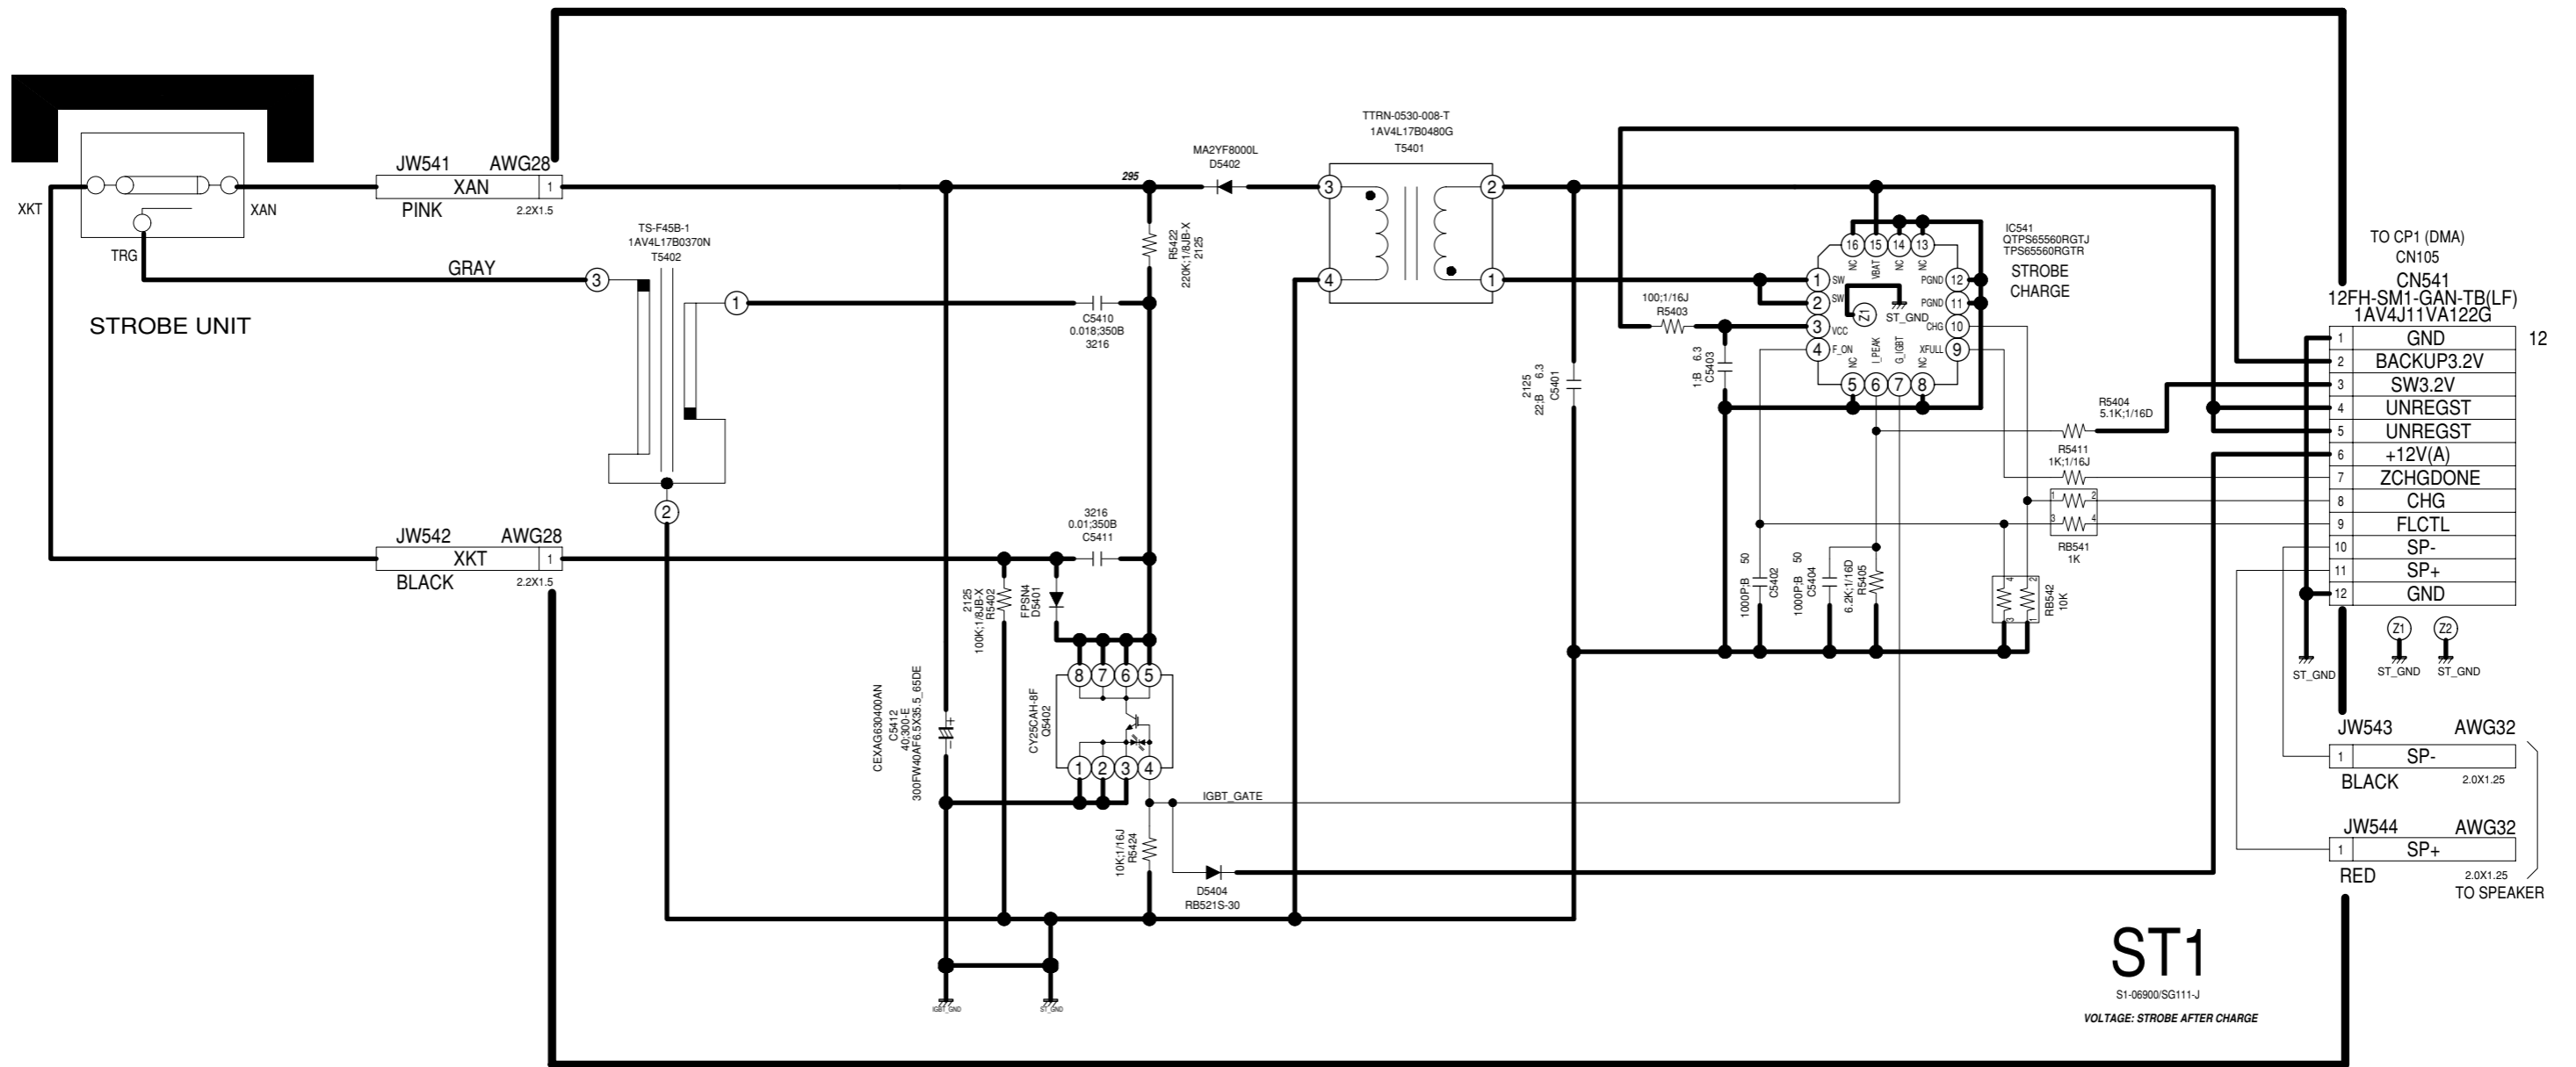 XKT
TRG
XAN
STROBE UNIT
GRAY
JW541 AWG28
XAN 1
PINK 2.2X1.5
TS-F45B-1
1AV4L17B0370N
T5402
3
1
2
JW542 AWG28
XKT 1
BLACK 2.2X1.5
295
MA2YF8000L
D5402
R5422
220K;1/8JB-X
2125
C5410
0.018;350B
3216
3216
0.01;350B
C5411
2125
100K;1/8JB-X
R5402
FPSN4
D5401
CEXAG630400AN
C5412
40;300-E
300FW40AF6.5X35.5_65DE
+
−
CY25CAH-8F
Q5402
8 7 6 5
1 2 3 4
IGBT_GATE
10K;1/16J
R5424
D5404
RB521S-30
IGBT_GND
ST_GND
TTRN-0530-008-T
1AV4L17B0480G
T5401
3 2
4 1
2125
22;B 6.3
C5401
100;1/16J
R5403
1;B 6.3
C5403
IC541
QTPS65560RGTJ
TPS65560RGTR
STROBE
CHARGE
16 15 14 13
NC VBAT NC NC
1 SW
2 SW
3 VCC
4 F_ON
PGND 12
PGND 11
CHG 10
XFULL 9
Z1
ST_GND
NC I_PEAK G_IGBT NC
5 6 7 8
R5404
5.1K;1/16D
R5411
1K;1/16J
1 2
3 4
RB541
1K
1000P;B 50
C5402
1000P;B 50
C5404
6.2K;1/16D
R5405
4 2
3 1
RB542
10K
TO CP1 (DMA)
CN105
CN541
12FH-SM1-GAN-TB(LF)
1AV4J11VA122G
1 GND 12
2 BACKUP3.2V
3 SW3.2V
4 UNREGST
5 UNREGST
6 +12V(A)
7 ZCHGDONE
8 CHG
9 FLCTL
10 SP-
11 SP+
12 GND
ST_GND
Z1
ST_GND
Z2
ST_GND
JW543 AWG32
1 SP-
BLACK 2.0X1.25
JW544 AWG32
1 SP+
RED 2.0X1.25
TO SPEAKER
ST1
S1-06900/SG111-J
VOLTAGE: STROBE AFTER CHARGE